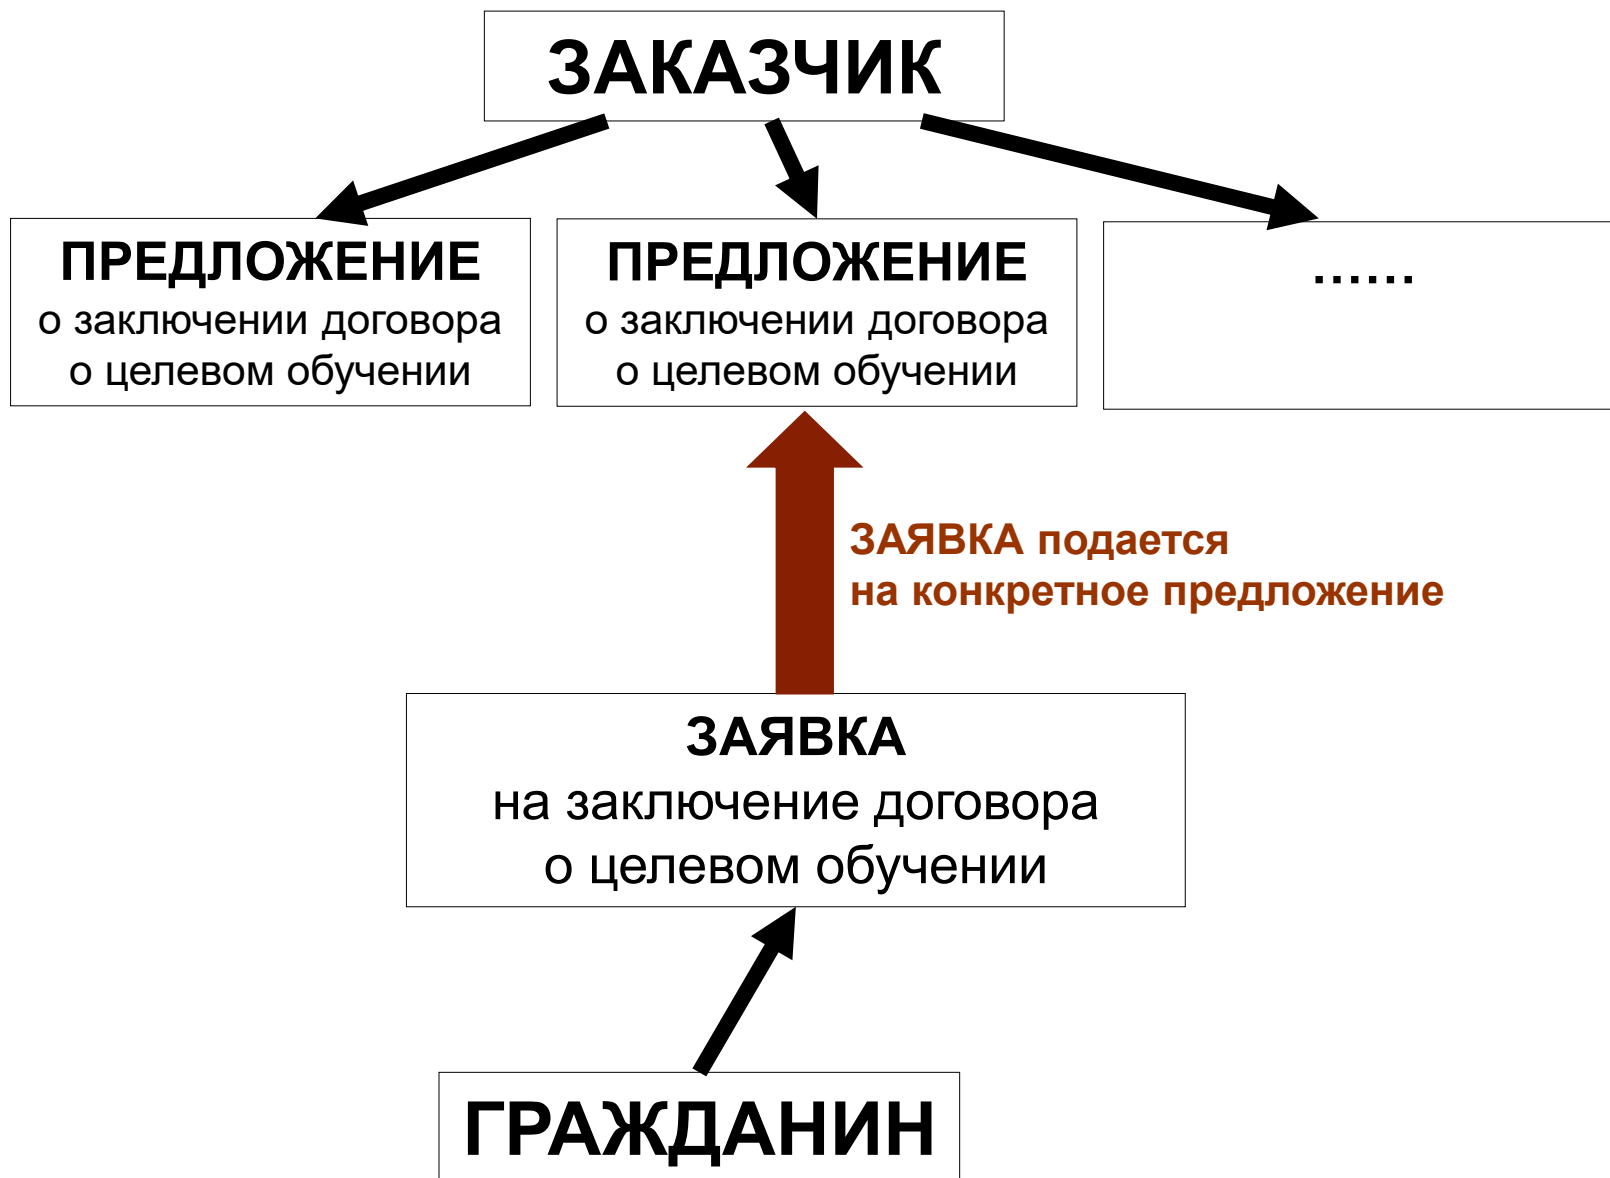 ЗАКАЗЧИК
ПРЕДЛОЖЕНИЕ
о заключении договора
о целевом обучении
ПРЕДЛОЖЕНИЕ
о заключении договора
о целевом обучении
......
ЗАЯВКА подается
на конкретное предложение
ЗАЯВКА
на заключение договора
о целевом обучении
ГРАЖДАНИН